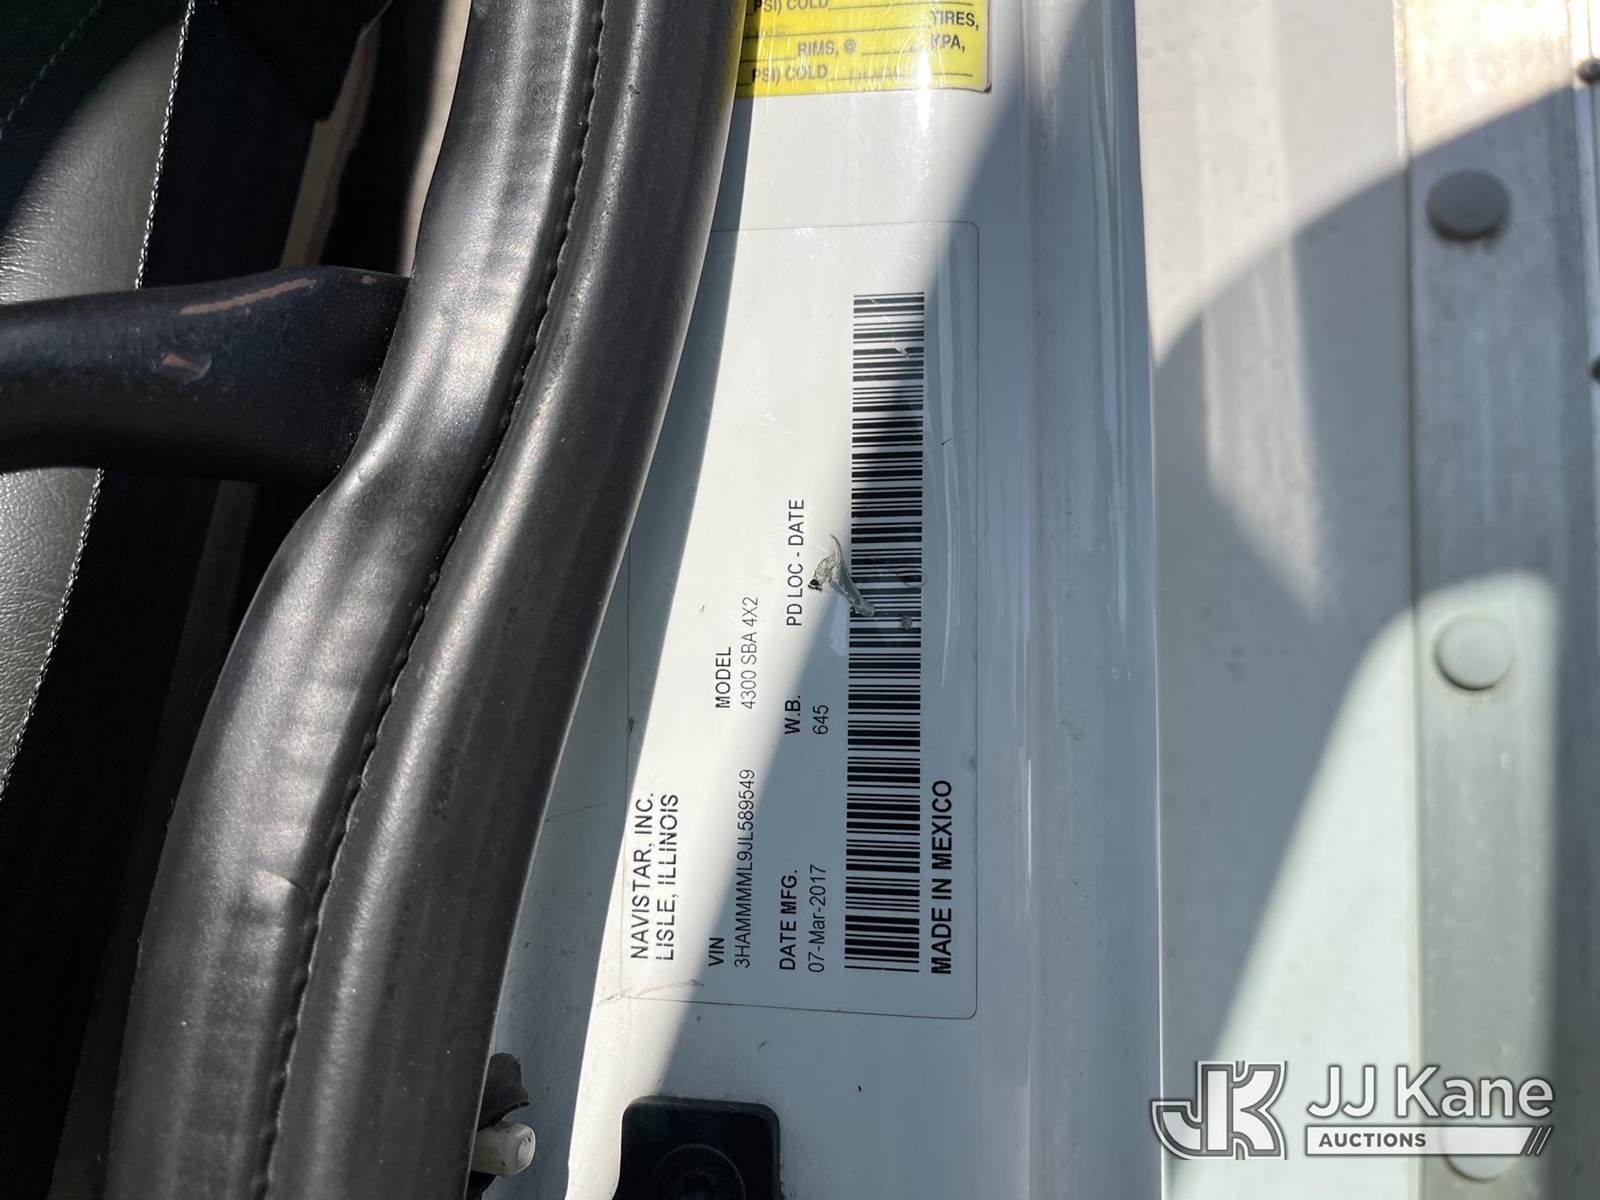 PSI) COLD
TIRES,
RIMS, @ KPA,
PSI) COLD
NAVISTAR, INC.
LISLE, ILLINOIS
VIN MODEL
3HAMMMML9JL589549 4300 SBA 4X2
DATE MFG. W.B. PD LOC - DATE
07-Mar-2017 645
MADE IN MEXICO
JK JJ Kane
AUCTIONS